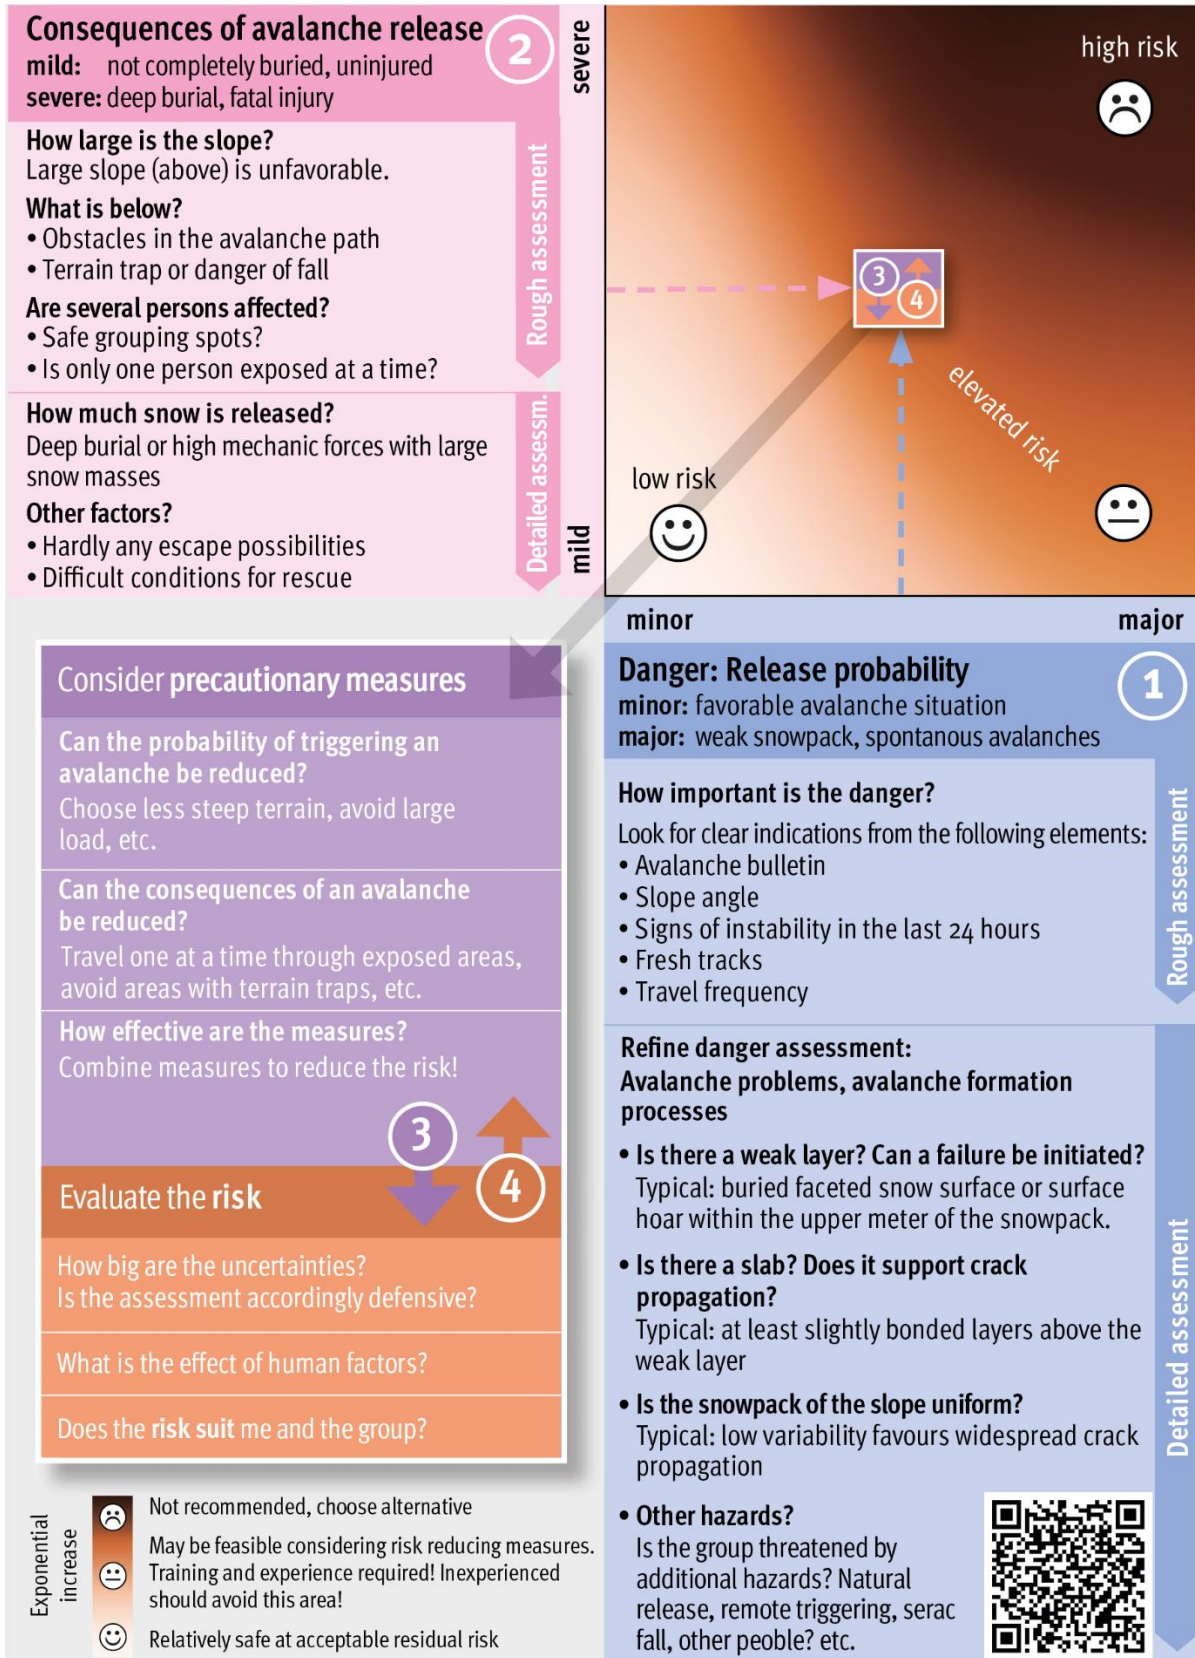 Consequences of avalanche release
2
mild: not completely buried, uninjured
severe: deep burial, fatal injury
How large is the slope?
Large slope (above) is unfavorable.
What is below?
• Obstacles in the avalanche path
• Terrain trap or danger of fall
Are several persons affected?
• Safe grouping spots?
• Is only one person exposed at a time?
Rough assessment
How much snow is released?
Deep burial or high mechanic forces with large
snow masses
Other factors?
• Hardly any escape possibilities
• Difficult conditions for rescue
Detailed assessm.
severe
mild
high risk
3
4
elevated risk
low risk
minor
major
Danger: Release probability
1
minor: favorable avalanche situation
major: weak snowpack, spontanous avalanches
How important is the danger?
Look for clear indications from the following elements:
• Avalanche bulletin
• Slope angle
• Signs of instability in the last 24 hours
• Fresh tracks
• Travel frequency
Rough assessment
Refine danger assessment:
Avalanche problems, avalanche formation
processes
• Is there a weak layer? Can a failure be initiated?
Typical: buried faceted snow surface or surface
hoar within the upper meter of the snowpack.
• Is there a slab? Does it support crack
propagation?
Typical: at least slightly bonded layers above the
weak layer
• Is the snowpack of the slope uniform?
Typical: low variability favours widespread crack
propagation
• Other hazards?
Is the group threatened by
additional hazards? Natural
release, remote triggering, serac
fall, other peoble? etc.
Detailed assessment
Consider precautionary measures
Can the probability of triggering an
avalanche be reduced?
Choose less steep terrain, avoid large
load, etc.
Can the consequences of an avalanche
be reduced?
Travel one at a time through exposed areas,
avoid areas with terrain traps, etc.
How effective are the measures?
Combine measures to reduce the risk!
3
4
Evaluate the risk
How big are the uncertainties?
Is the assessment accordingly defensive?
What is the effect of human factors?
Does the risk suit me and the group?
Exponential
increase
Not recommended, choose alternative
May be feasible considering risk reducing measures.
Training and experience required! Inexperienced
should avoid this area!
Relatively safe at acceptable residual risk